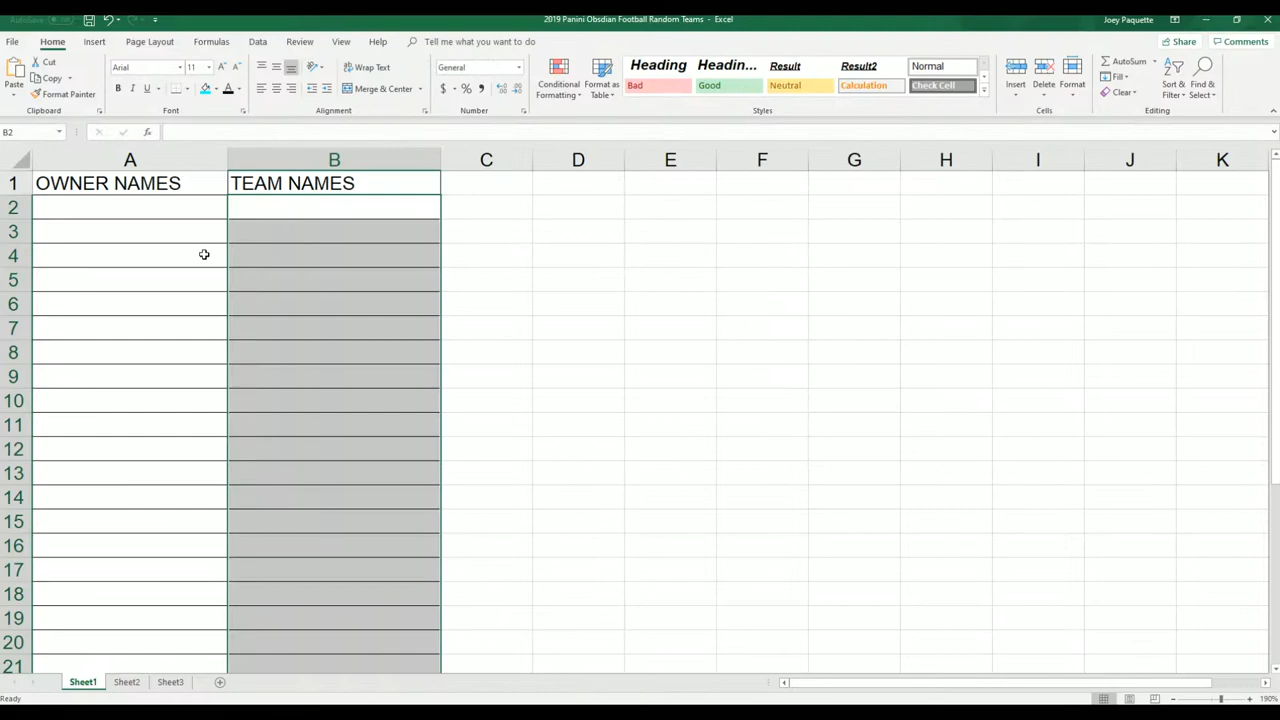 AutoSave Off 2019 Panini Obsdian Football Random Teams - Excel Joey Paquette
File Home Insert Page Layout Formulas Data Review View Help Tell me what you want to do Share Comments
Paste Cut Copy Format Painter
Clipboard
Arial 11
Font
Wrap Text
Merge & Center
Alignment
General
Number
Conditional Formatting
Format as Table
Heading Headin... Result Result2 Normal
Bad Good Neutral Calculation Check Cell
Styles
Insert Delete Format
Cells
AutoSum
Fill
Clear
Sort & Filter
Find & Select
Editing
B2
A B C D E F G H I J K
1 OWNER NAMES TEAM NAMES
2
3
4
5
6
7
8
9
10
11
12
13
14
15
16
17
18
19
20
21
Sheet1 Sheet2 Sheet3
Ready 190%